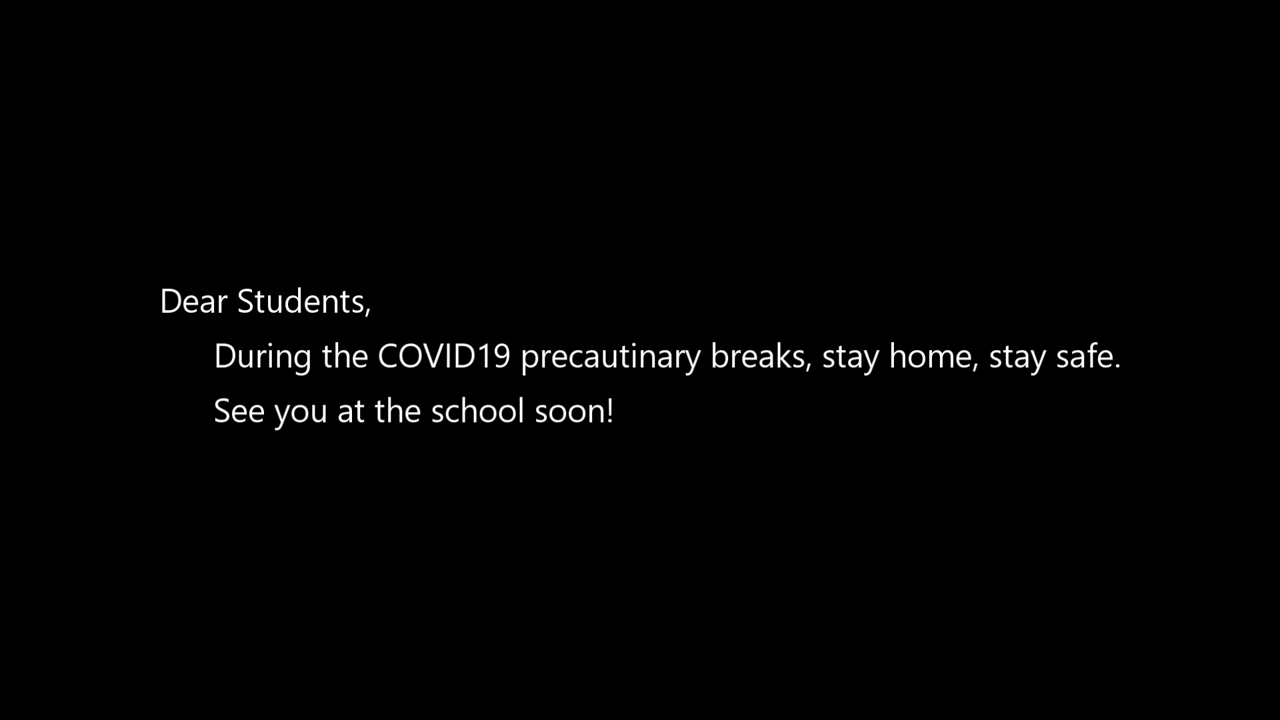 Dear Students,
During the COVID19 precautinary breaks, stay home, stay safe.
See you at the school soon!